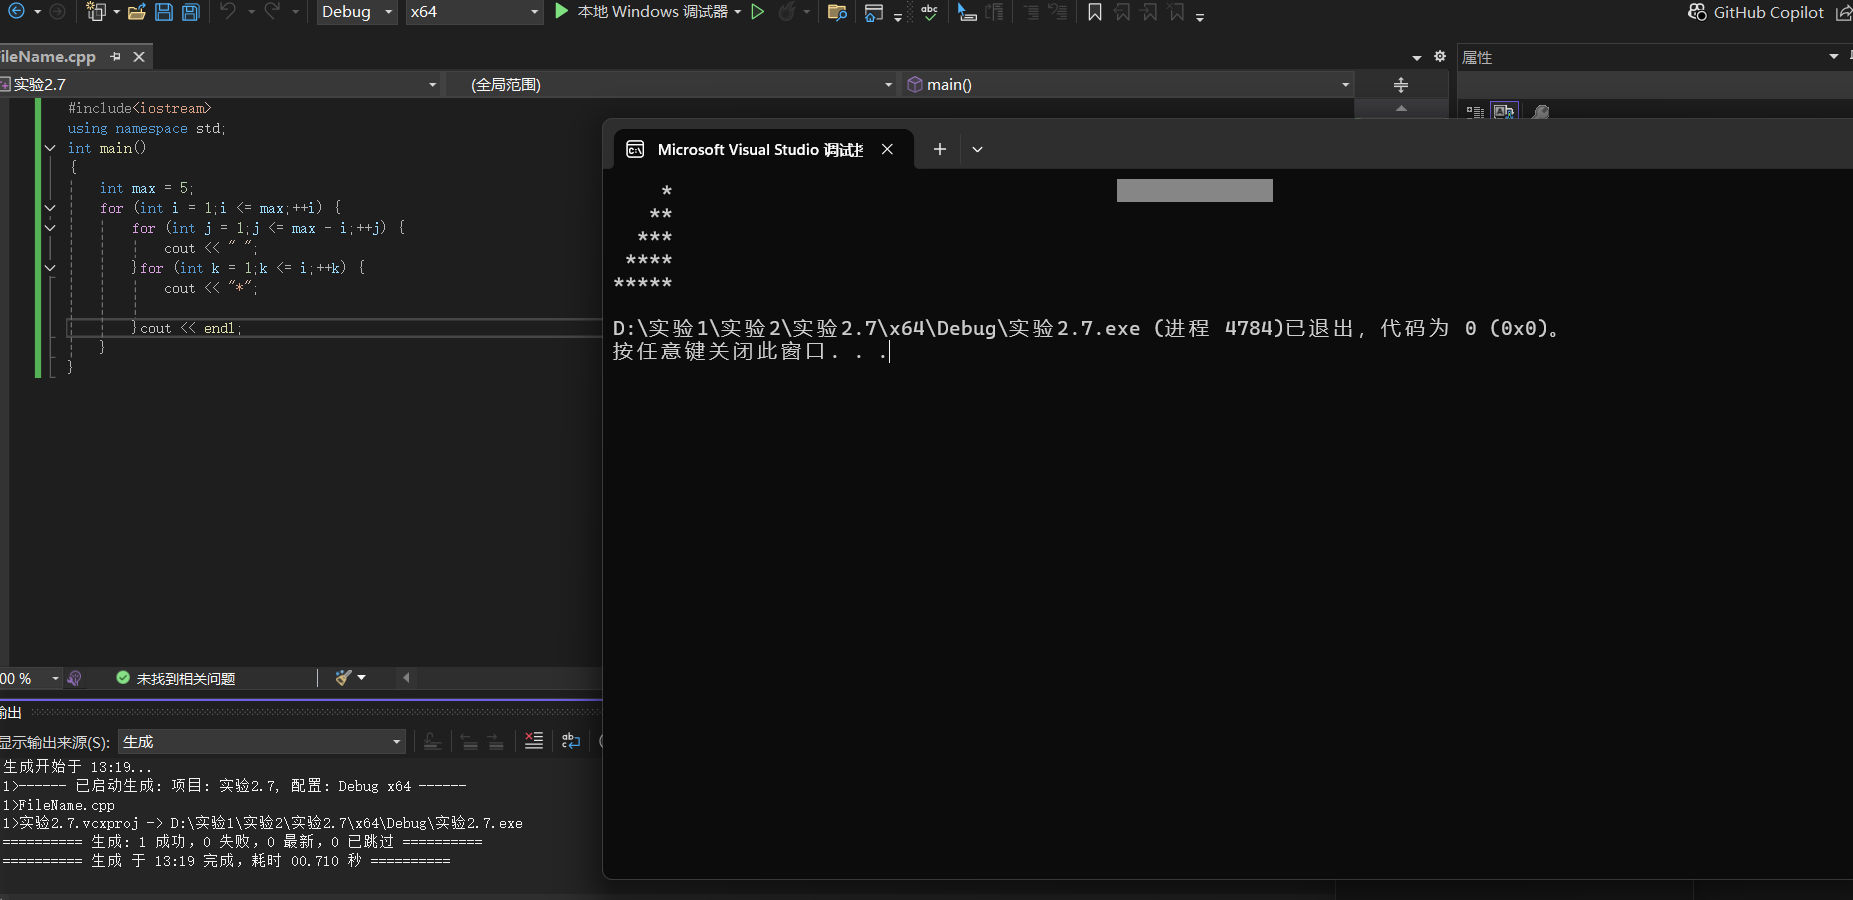 Debug x64 本地 Windows 调试器 GitHub Copilot
ileName.cpp
属性
实验2.7 (全局范围) main()
#include<iostream>
using namespace std;
int main()
{
int max = 5;
for (int i = 1;i <= max;++i) {
for (int j = 1;j <= max - i;++j) {
cout << " ";
}for (int k = 1;k <= i;++k) {
cout << "*";
}cout << endl;
}
}
Microsoft Visual Studio 调试控
*
**
***
****
*****
D:\实验1\实验2\实验2.7\x64\Debug\实验2.7.exe (进程 4784)已退出，代码为 0 (0x0)。
按任意键关闭此窗口. . .
00 % 未找到相关问题
输出
显示输出来源(S): 生成
生成开始于 13:19...
1>------ 已启动生成: 项目: 实验2.7, 配置: Debug x64 ------
1>FileName.cpp
1>实验2.7.vcxproj -> D:\实验1\实验2\实验2.7\x64\Debug\实验2.7.exe
========== 生成: 1 成功，0 失败，0 最新，0 已跳过 ==========
========== 生成 于 13:19 完成，耗时 00.710 秒 ==========